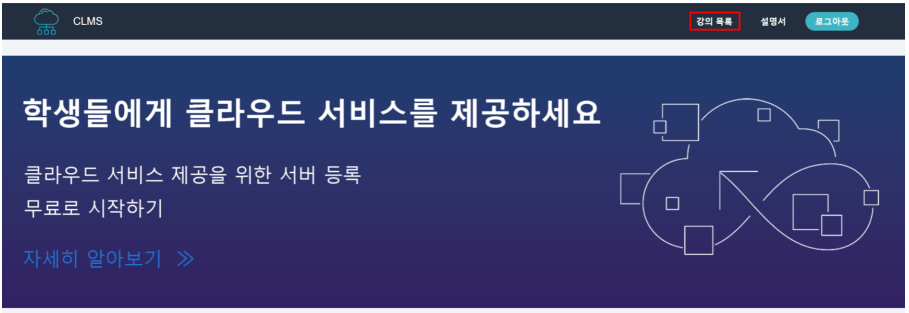 CLMS
강의 목록
설명서
로그아웃
학생들에게 클라우드 서비스를 제공하세요
클라우드 서비스 제공을 위한 서버 등록
무료로 시작하기
자세히 알아보기 ≫